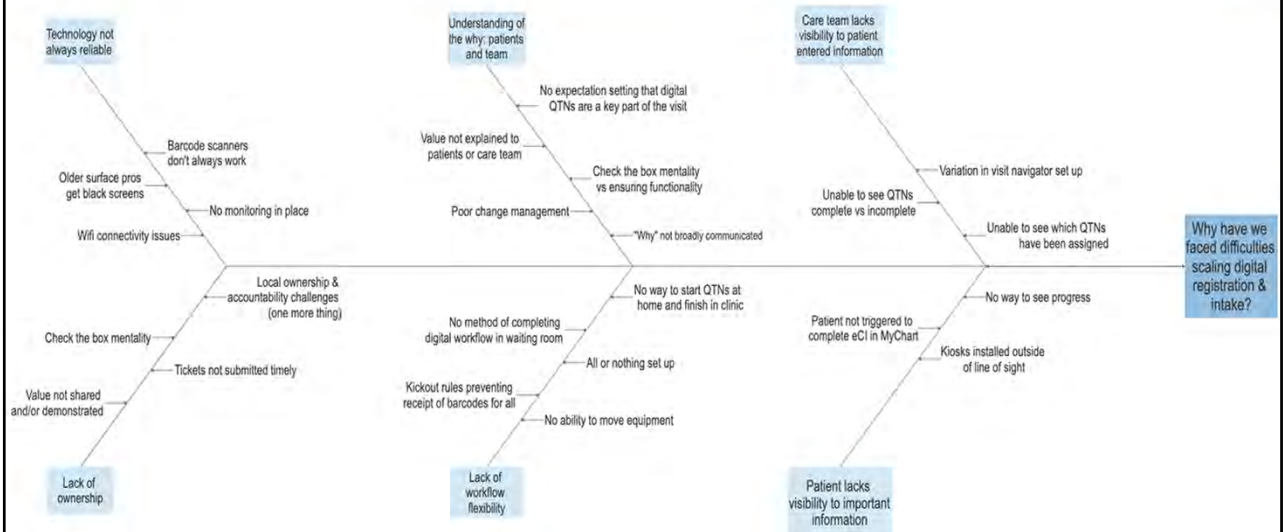 Technology not
always reliable
Barcode scanners
don't always work
Older surface pros
get black screens
No monitoring in place
Wifi connectivity issues
Understanding of
the why: patients
and team
No expectation setting that digital
QTNs are a key part of the visit
Value not explained to
patients or care team
Check the box mentality
vs ensuring functionality
Poor change management
"Why" not broadly communicated
Care team lacks
visibility to patient
entered information
Variation in visit navigator set up
Unable to see QTNs
complete vs incomplete
Unable to see which QTNs
have been assigned
Why have we
faced difficulties
scaling digital
registration &
intake?
Local ownership &
accountability challenges
(one more thing)
Check the box mentality
Tickets not submitted timely
Value not shared
and/or demonstrated
Lack of
ownership
No way to start QTNs at
home and finish in clinic
No method of completing
digital workflow in waiting room
All or nothing set up
Kickout rules preventing
receipt of barcodes for all
No ability to move equipment
Lack of
workflow
flexibility
No way to see progress
Patient not triggered to
complete eCI in MyChart
Kiosks installed outside
of line of sight
Patient lacks
visibility to important
information